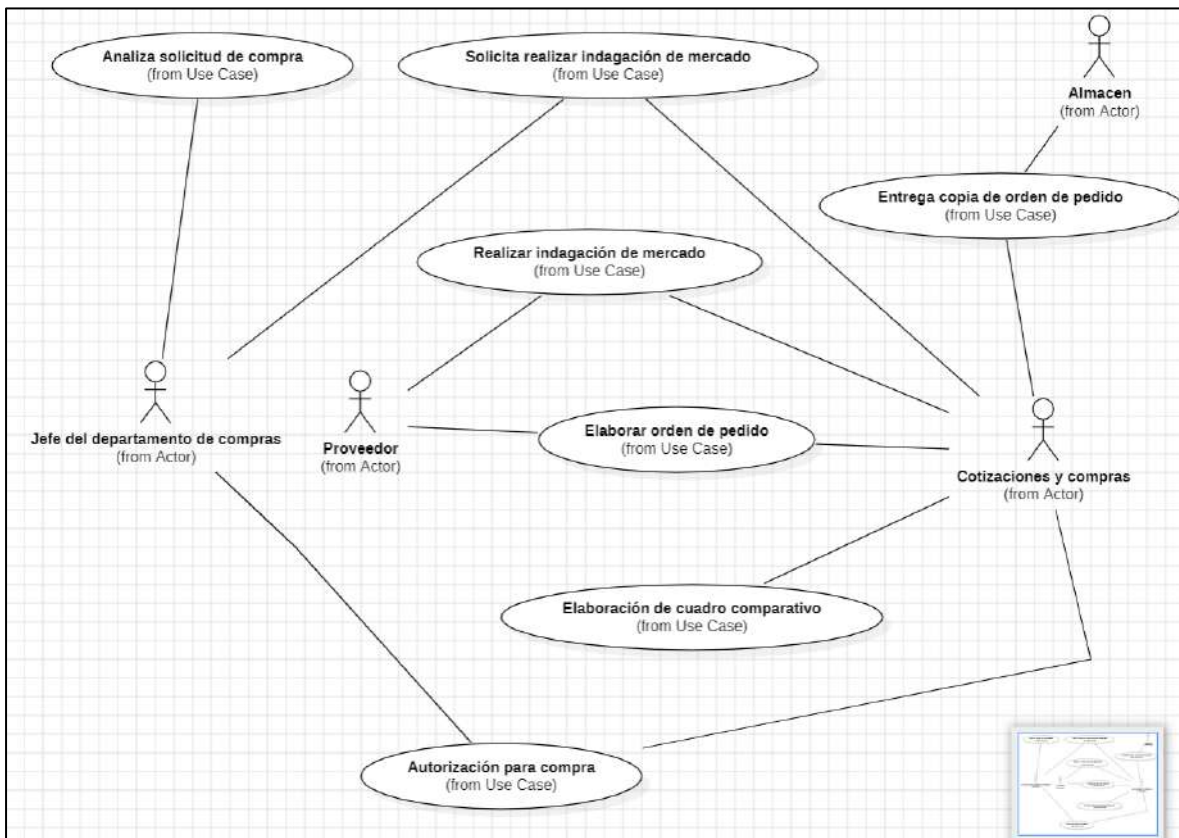 Analiza solicitud de compra
(from Use Case)
Solicita realizar indagación de mercado
(from Use Case)
Almacen
(from Actor)
Entrega copia de orden de pedido
(from Use Case)
Realizar indagación de mercado
(from Use Case)
Jefe del departamento de compras
(from Actor)
Proveedor
(from Actor)
Elaborar orden de pedido
(from Use Case)
Cotizaciones y compras
(from Actor)
Elaboración de cuadro comparativo
(from Use Case)
Autorización para compra
(from Use Case)